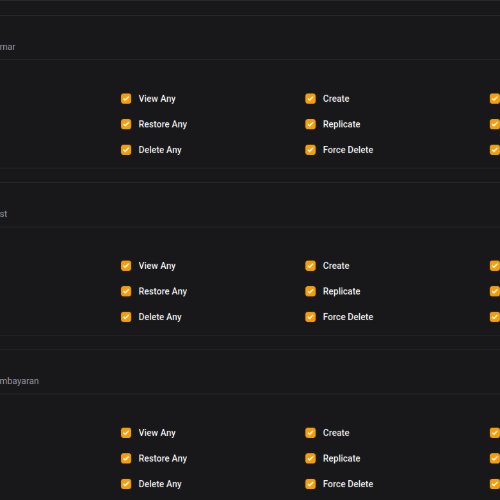 mar
View Any Create
Restore Any Replicate
Delete Any Force Delete
st
View Any Create
Restore Any Replicate
Delete Any Force Delete
mbayaran
View Any Create
Restore Any Replicate
Delete Any Force Delete